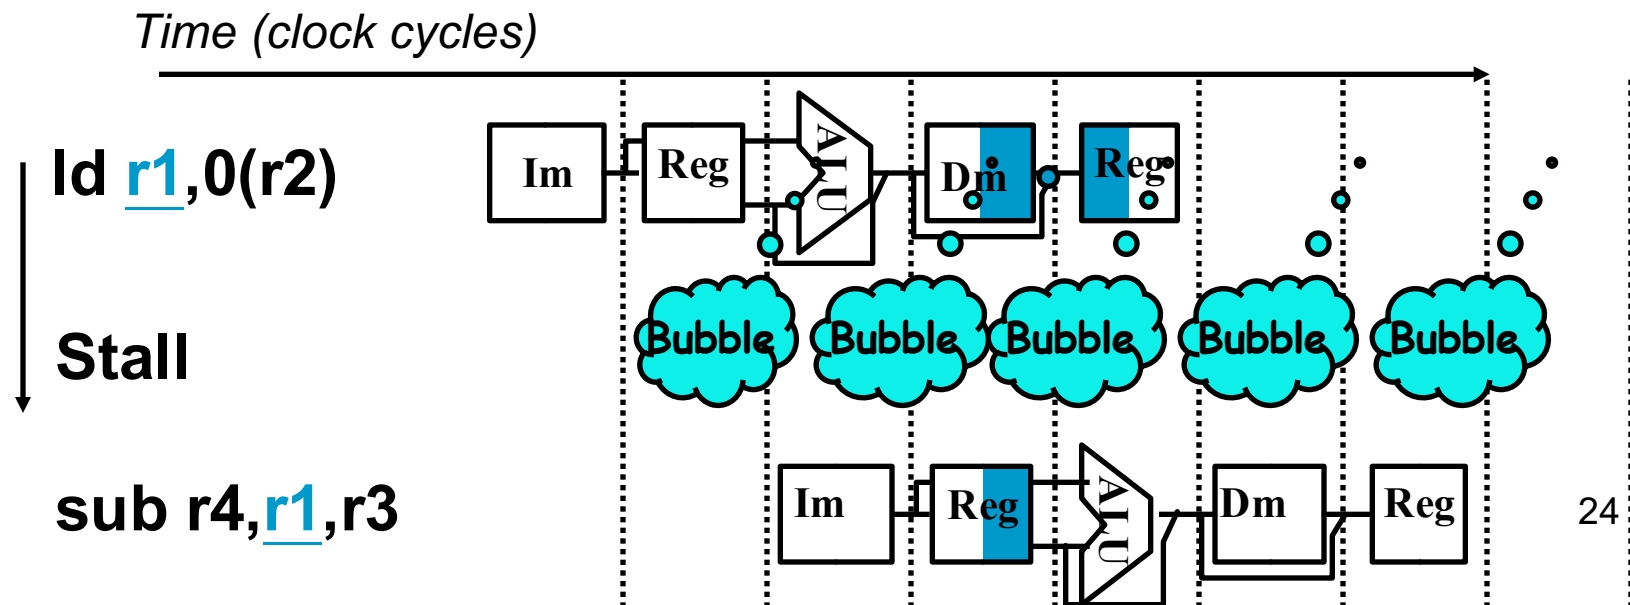 Time (clock cycles)
ld r1,0(r2)
Im Reg ALU Dm Reg
Stall
Bubble Bubble Bubble Bubble Bubble
sub r4,r1,r3
Im Reg ALU Dm Reg
24